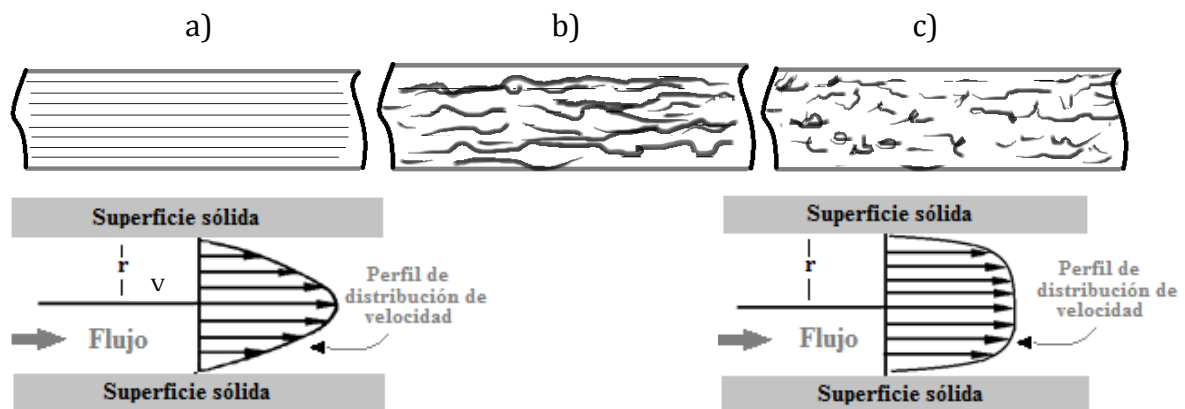 a)
b)
c)
Superficie sólida
r
v
Flujo
Perfil de
distribución de
velocidad
Superficie sólida
Superficie sólida
r
Flujo
Perfil de
distribución de
velocidad
Superficie sólida